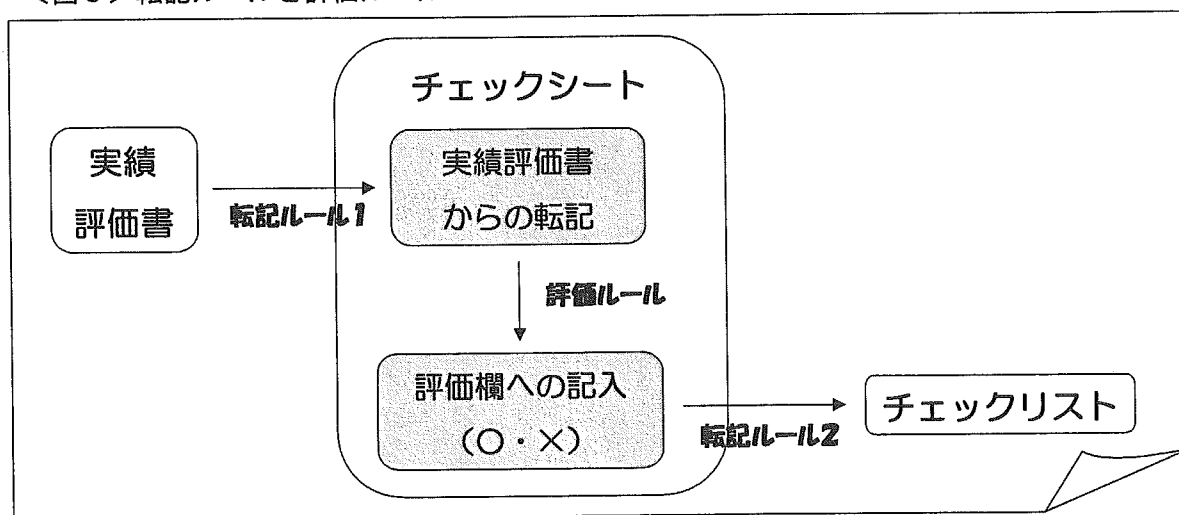 チェックシート
実績
評価書
転記ルール1
実績評価書
からの転記
評価ルール
評価欄への記入
(○・×)
転記ルール2
チェックリスト